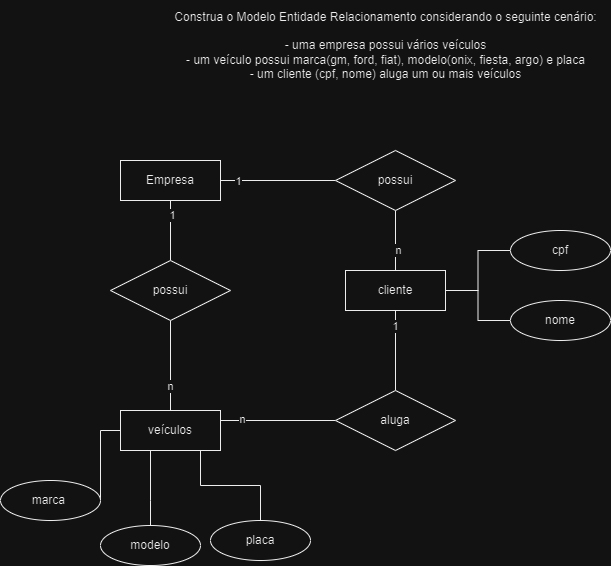 Construa o Modelo Entidade Relacionamento considerando o seguinte cenário:
- uma empresa possui vários veículos
- um veículo possui marca(gm, ford, fiat), modelo(onix, fiesta, argo) e placa
- um cliente (cpf, nome) aluga um ou mais veículos
Empresa
1
possui
1
n
cpf
possui
cliente
nome
1
n
veículos
n
aluga
marca
modelo
placa